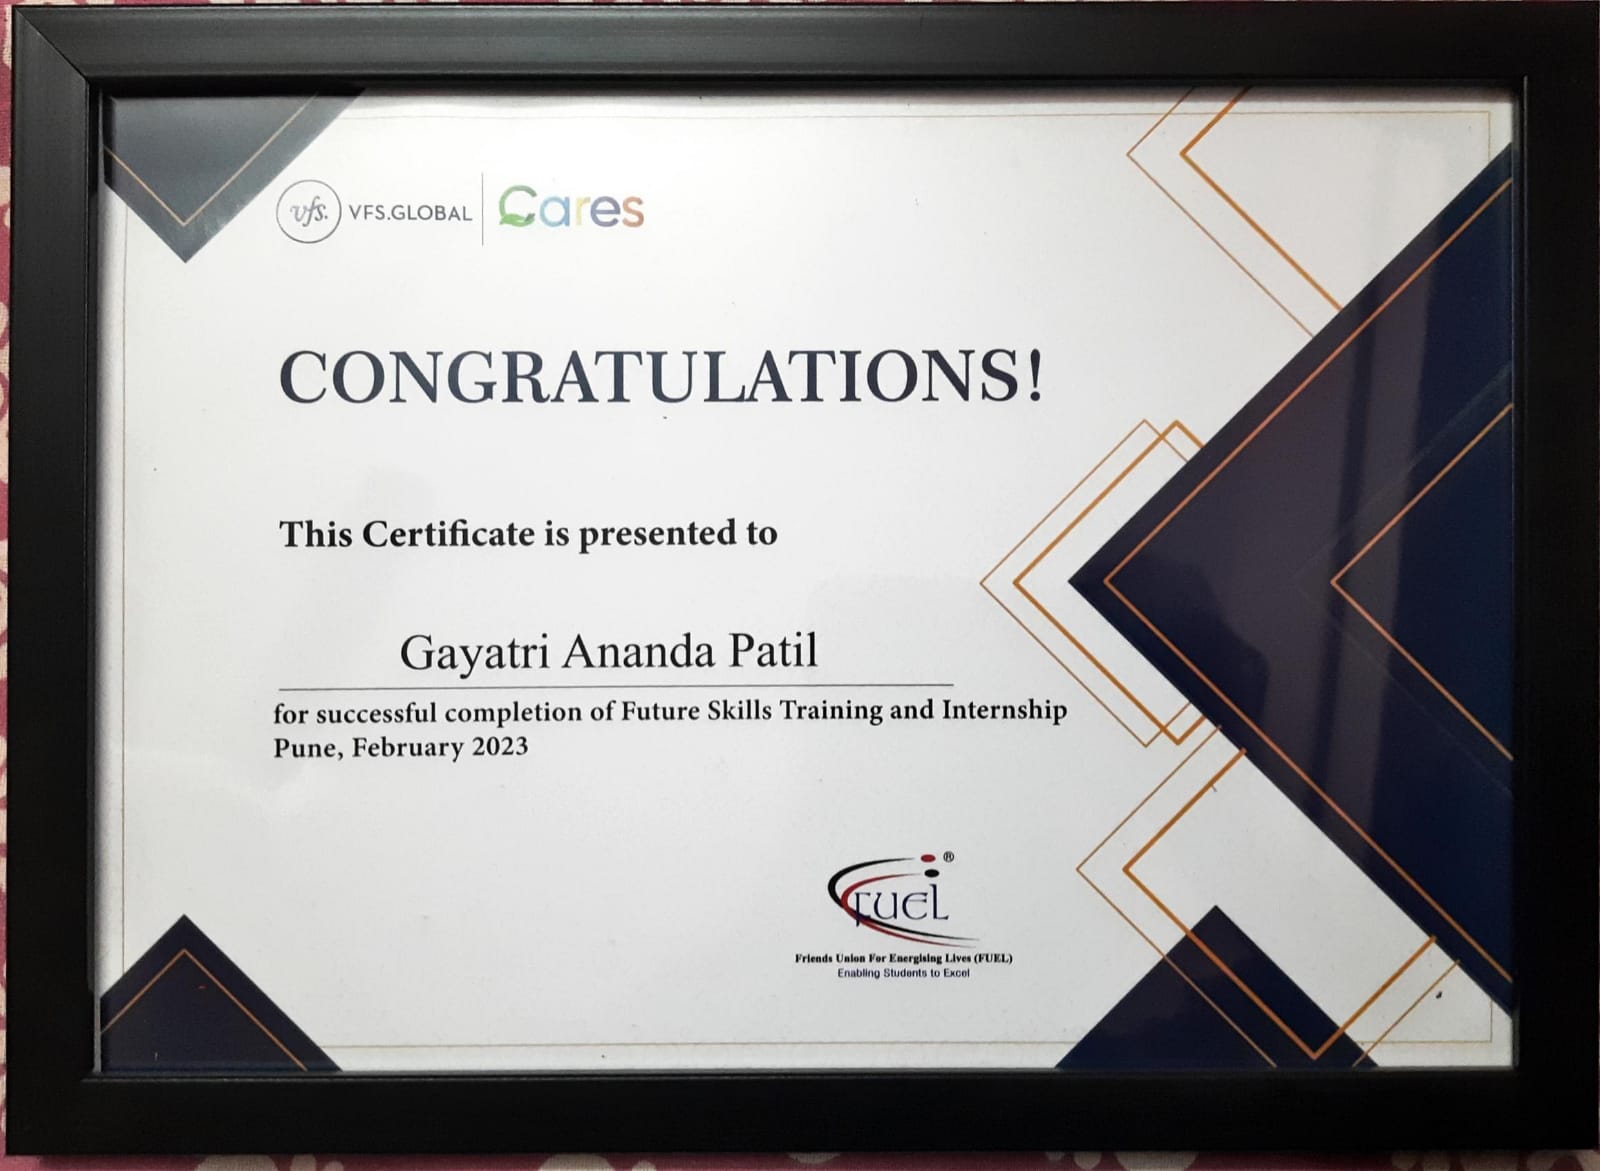 vfs. VFS.GLOBAL Cares
CONGRATULATIONS!
This Certificate is presented to
Gayatri Ananda Patil
for successful completion of Future Skills Training and Internship
Pune, February 2023
FUEL ®
Friends Union For Energising Lives (FUEL)
Enabling Students to Excel